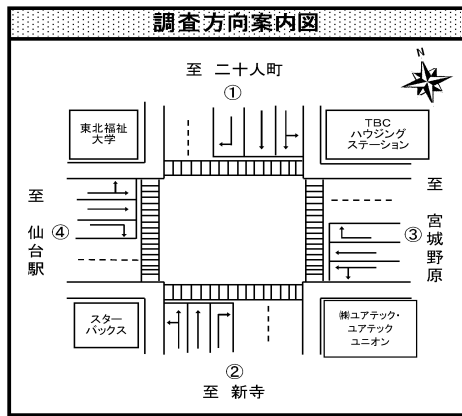 調査方向案内図
N
至 二十人町
①
東北福祉
大学
TBC
ハウジング
ステーション
至 仙台駅
④
③
至 宮城野原
スター
バックス
㈱ユアテック・
ユアテック
ユニオン
②
至 新寺